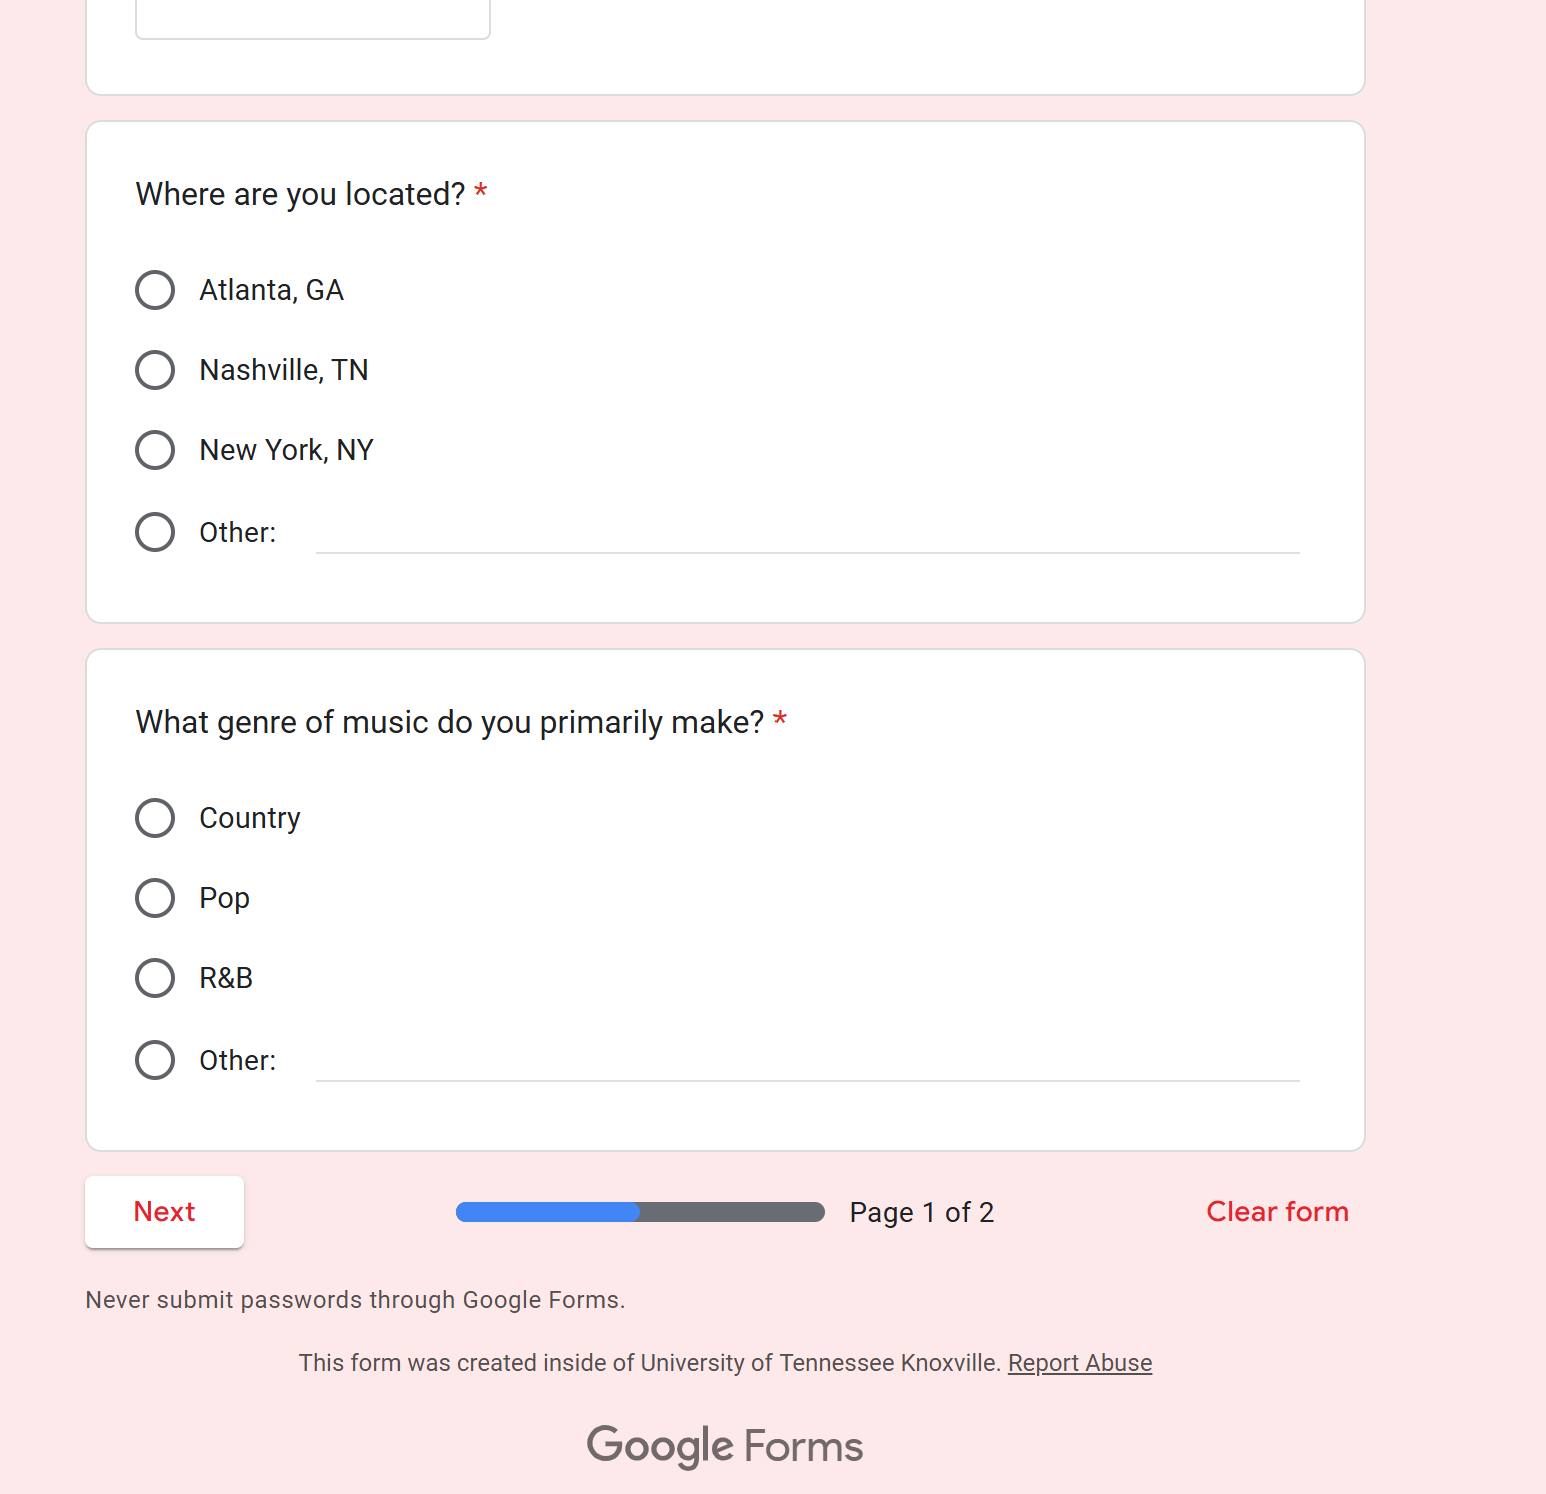 Where are you located? *
Atlanta, GA
Nashville, TN
New York, NY
Other:
What genre of music do you primarily make? *
Country
Pop
R&B
Other:
Next
Page 1 of 2
Clear form
Never submit passwords through Google Forms.
This form was created inside of University of Tennessee Knoxville. Report Abuse
Google Forms